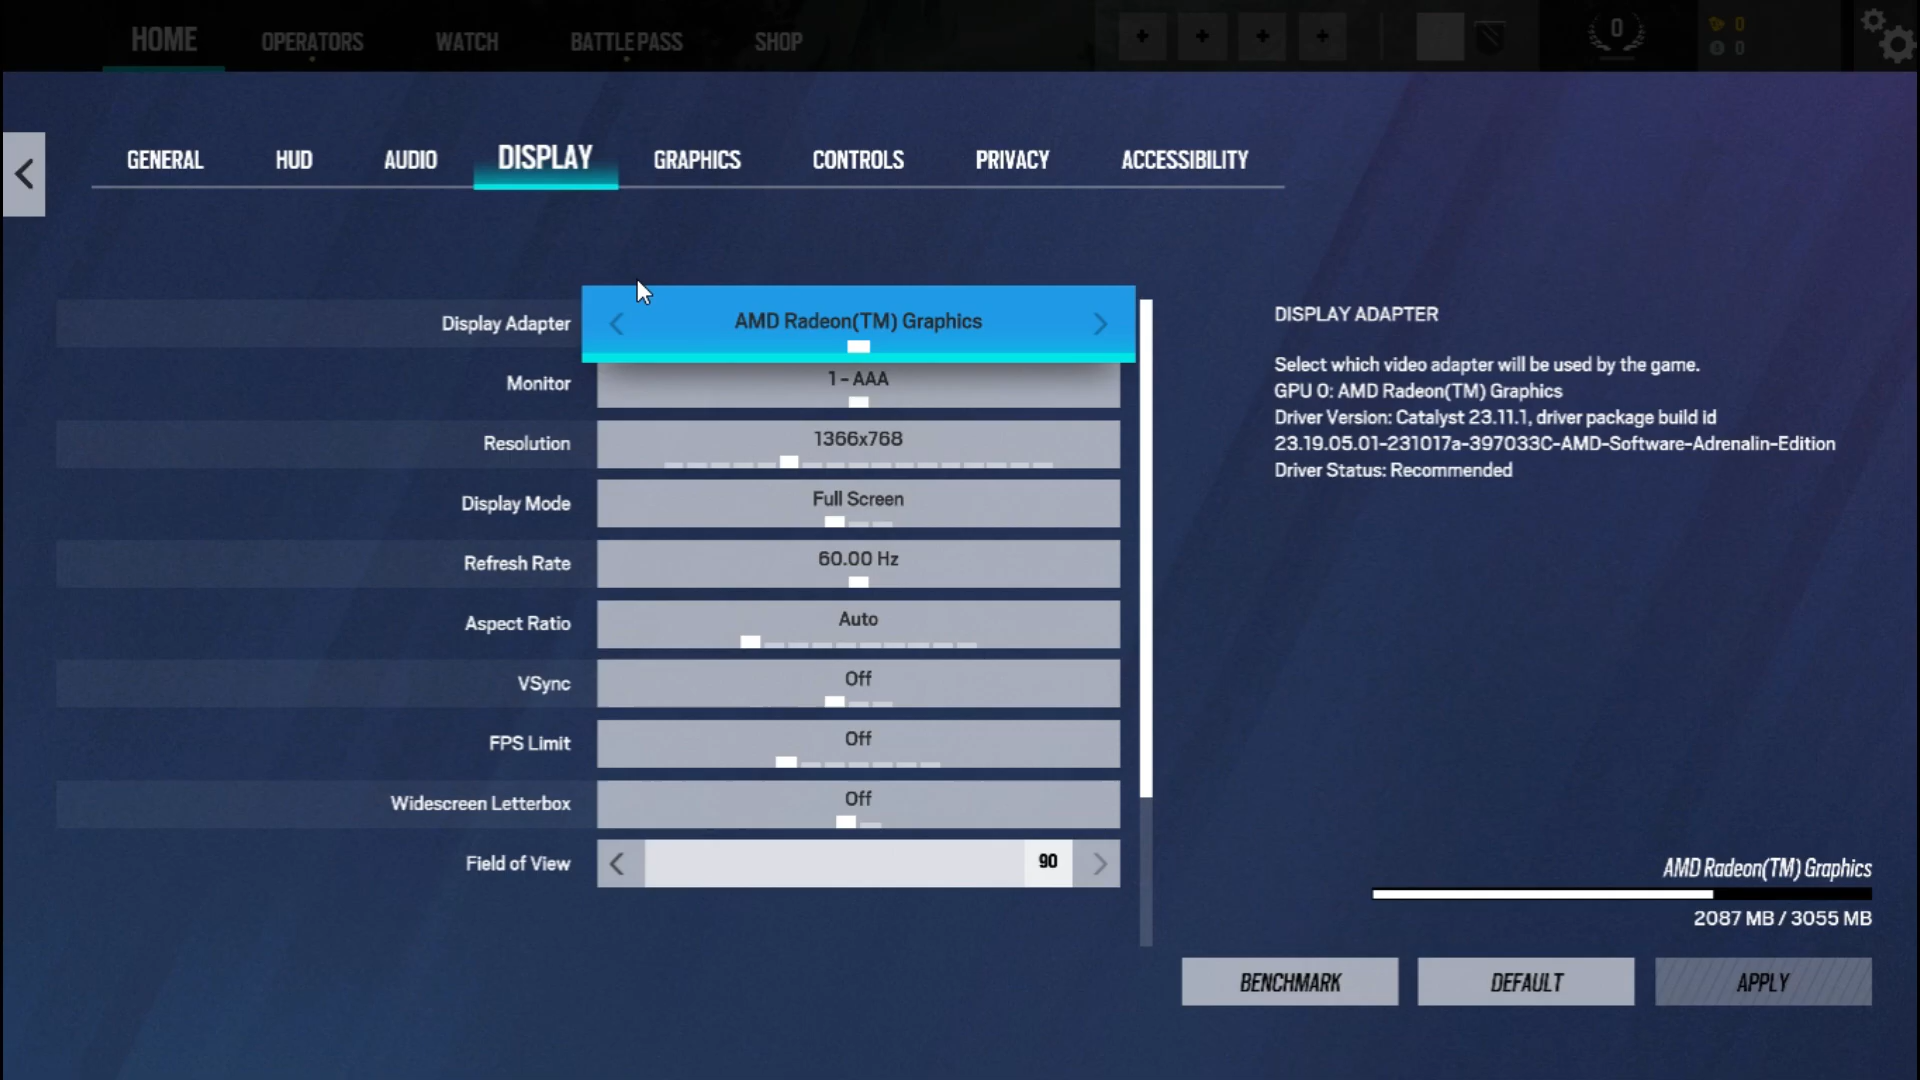 HOME OPERATORS WATCH BATTLE PASS SHOP 0 0 0
GENERAL HUD AUDIO DISPLAY GRAPHICS CONTROLS PRIVACY ACCESSIBILITY
Display Adapter AMD Radeon(TM) Graphics
Monitor 1 - AAA
Resolution 1366x768
Display Mode Full Screen
Refresh Rate 60.00 Hz
Aspect Ratio Auto
VSync Off
FPS Limit Off
Widescreen Letterbox Off
Field of View 90
DISPLAY ADAPTER
Select which video adapter will be used by the game.
GPU 0: AMD Radeon(TM) Graphics
Driver Version: Catalyst 23.11.1, driver package build id
23.19.05.01-231017a-397033C-AMD-Software-Adrenalin-Edition
Driver Status: Recommended
AMD Radeon(TM) Graphics
2087 MB / 3055 MB
BENCHMARK DEFAULT APPLY